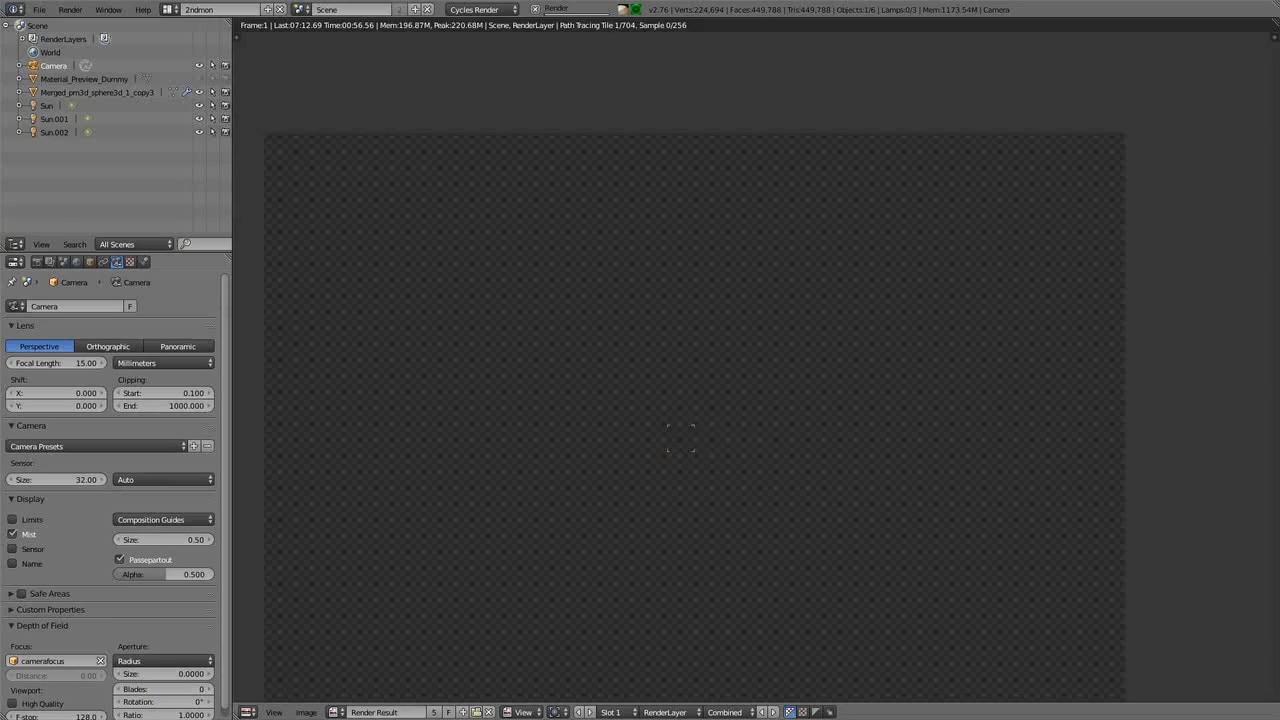 File Render Window Help 2ndmon Scene 2 Cycles Render Render v2.76 | Verts:224,694 | Faces:449,788 | Tris:449,788 | Objects:1/6 | Lamps:0/3 | Mem:1173.54M | Camera
Frame:1 | Last:07:12.69 Time:00:56.56 | Mem:196.87M, Peak:220.68M | Scene, RenderLayer | Path Tracing Tile 1/704, Sample 0/256
Scene
RenderLayers
World
Camera
Material_Preview_Dummy
Merged_pm3d_sphere3d_1_copy3
Sun
Sun.001
Sun.002
View Search All Scenes
Camera Camera
Camera F
Lens
Perspective Orthographic Panoramic
Focal Length: 15.00 Millimeters
Shift: Clipping:
X: 0.000 Start: 0.100
Y: 0.000 End: 1000.000
Camera
Camera Presets
Sensor:
Size: 32.00 Auto
Display
Limits Composition Guides
Mist Size: 0.50
Sensor Passepartout
Name Alpha: 0.500
Safe Areas
Custom Properties
Depth of Field
Focus: Aperture:
camerafocus Radius
Distance: 0.00 Size: 0.0000
Viewport: Blades: 0
High Quality Rotation: 0°
F-stop: 128.0 Ratio: 1.0000
View Image Render Result 5 F View Slot 1 RenderLayer Combined